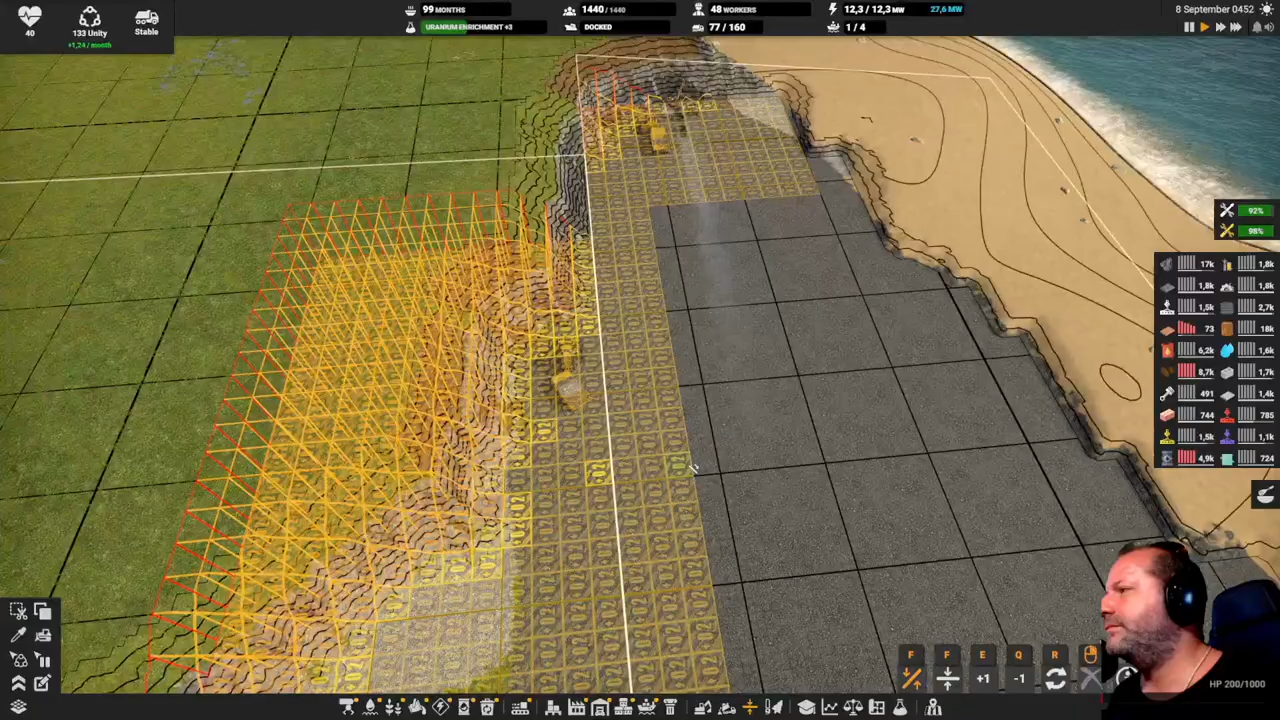 99 MONTHS
1440 / 1440
48 WORKERS
12,3 / 12,3 MW
27,6 MW
8 September 0452
URANIUM ENRICHMENT +3
DOCKED
77 / 160
1 / 4
40
133 Unity
+1,24 / month
Stable
92%
98%
17k
1,8k
1,8k
1,8k
1,5k
2,7k
73
18k
6,2k
1,6k
8,7k
1,7k
491
1,4k
744
785
1,5k
1,1k
4,9k
724
F
F
E
Q
R
+1
-1
HP 200/1000